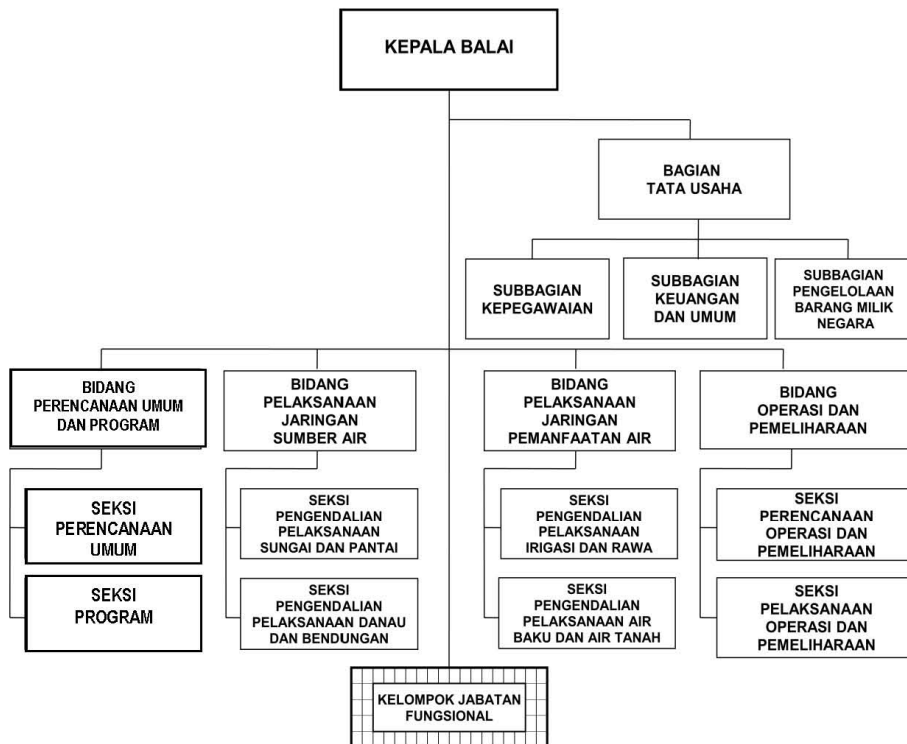 KEPALA BALAI
BAGIAN
TATA USAHA
SUBBAGIAN
KEPEGAWAIAN
SUBBAGIAN
KEUANGAN
DAN UMUM
SUBBAGIAN
PENGELOLAAN
BARANG MILIK
NEGARA
BIDANG
PERENCANAAN UMUM
DAN PROGRAM
BIDANG
PELAKSANAAN
JARINGAN
SUMBER AIR
BIDANG
PELAKSANAAN
JARINGAN
PEMANFAATAN AIR
BIDANG
OPERASI DAN
PEMELIHARAAN
SEKSI
PERENCANAAN
UMUM
SEKSI
PENGENDALIAN
PELAKSANAAN
SUNGAI DAN PANTAI
SEKSI
PENGENDALIAN
PELAKSANAAN
IRIGASI DAN RAWA
SEKSI
PERENCANAAN
OPERASI DAN
PEMELIHARAAN
SEKSI
PROGRAM
SEKSI
PENGENDALIAN
PELAKSANAAN DANAU
DAN BENDUNGAN
SEKSI
PENGENDALIAN
PELAKSANAAN AIR
BAKU DAN AIR TANAH
SEKSI
PELAKSANAAN
OPERASI DAN
PEMELIHARAAN
KELOMPOK JABATAN
FUNGSIONAL